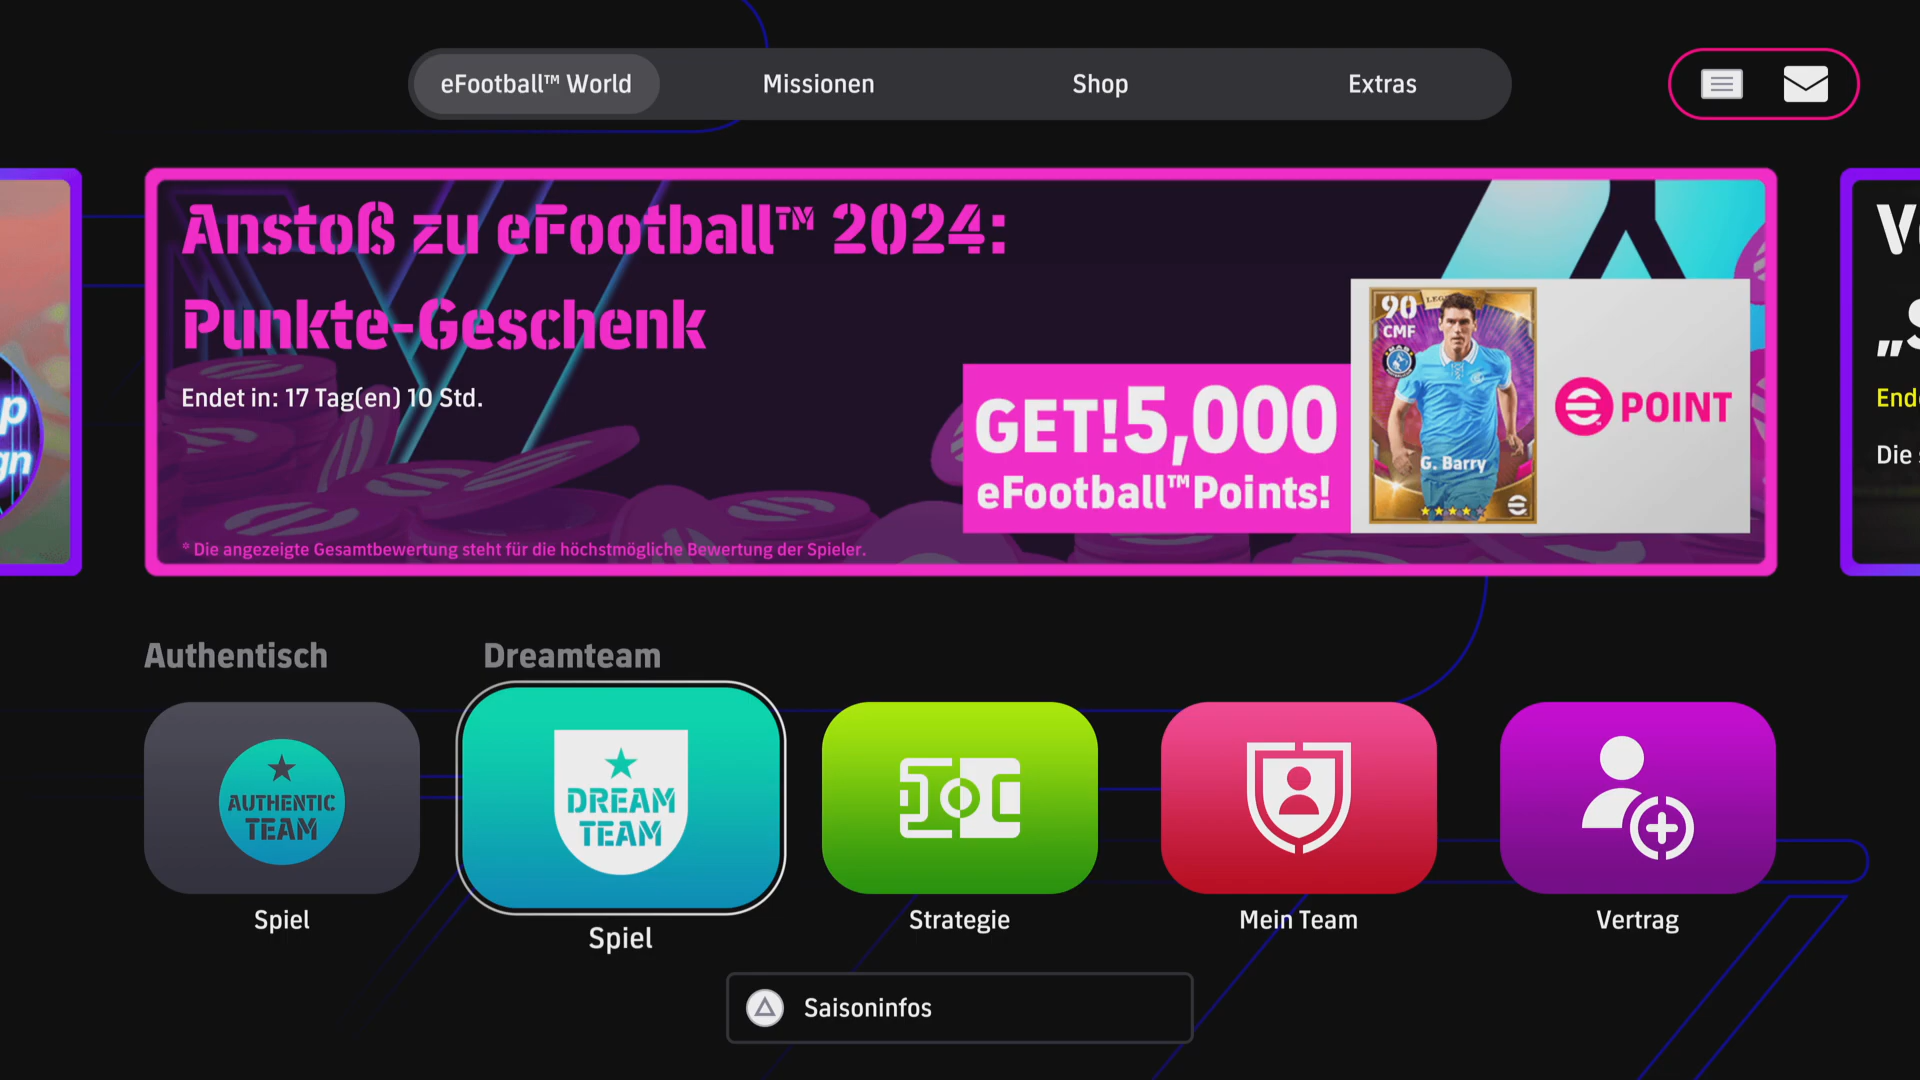 eFootball™ World
Missionen
Shop
Extras
Anstoß zu eFootball™ 2024:
Punkte-Geschenk
Endet in: 17 Tag(en) 10 Std.
GET!5,000
eFootball™Points!
90
CMF
G. Barry
POINT
* Die angezeigte Gesamtbewertung steht für die höchstmögliche Bewertung der Spieler.
Die
Authentisch
Dreamteam
AUTHENTIC
TEAM
DREAM
TEAM
Spiel
Spiel
Strategie
Mein Team
Vertrag
Saisoninfos